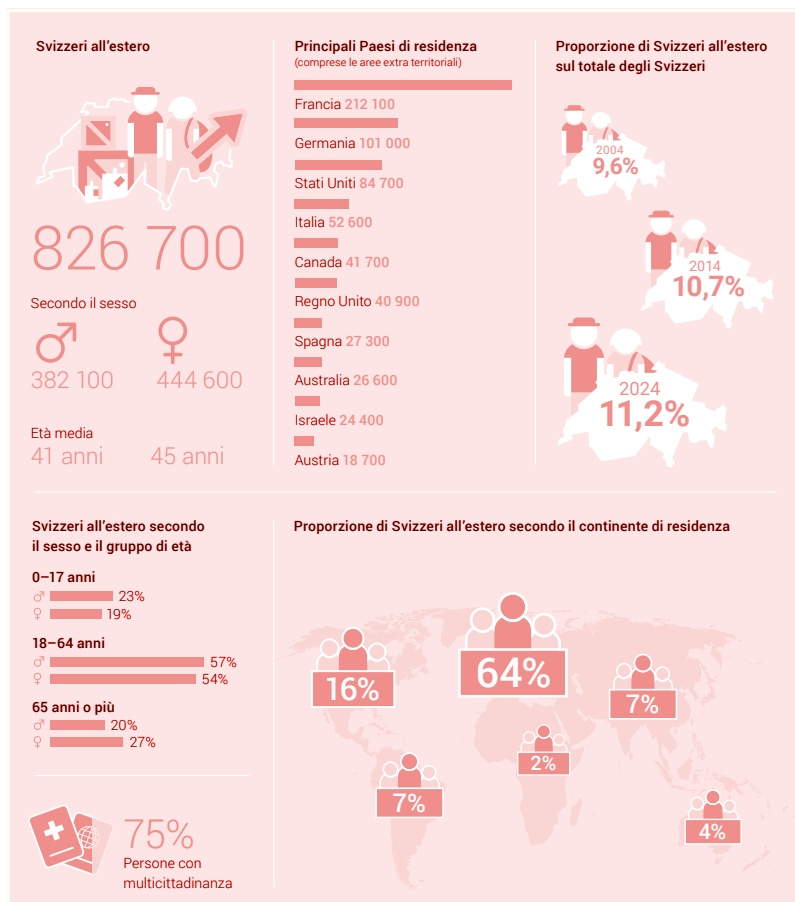 Svizzeri all'estero
826 700
Secondo il sesso
382 100
444 600
Età media
41 anni
45 anni
Principali Paesi di residenza
(comprese le aree extra territoriali)
Francia 212 100
Germania 101 000
Stati Uniti 84 700
Italia 52 600
Canada 41 700
Regno Unito 40 900
Spagna 27 300
Australia 26 600
Israele 24 400
Austria 18 700
Proporzione di Svizzeri all'estero
sul totale degli Svizzeri
2004
9,6%
2014
10,7%
2024
11,2%
Svizzeri all'estero secondo
il sesso e il gruppo di età
0–17 anni
♂ 23%
♀ 19%
18–64 anni
♂ 57%
♀ 54%
65 anni o più
♂ 20%
♀ 27%
75%
Persone con
multicittadinanza
Proporzione di Svizzeri all'estero secondo il continente di residenza
16%
64%
7%
2%
7%
4%